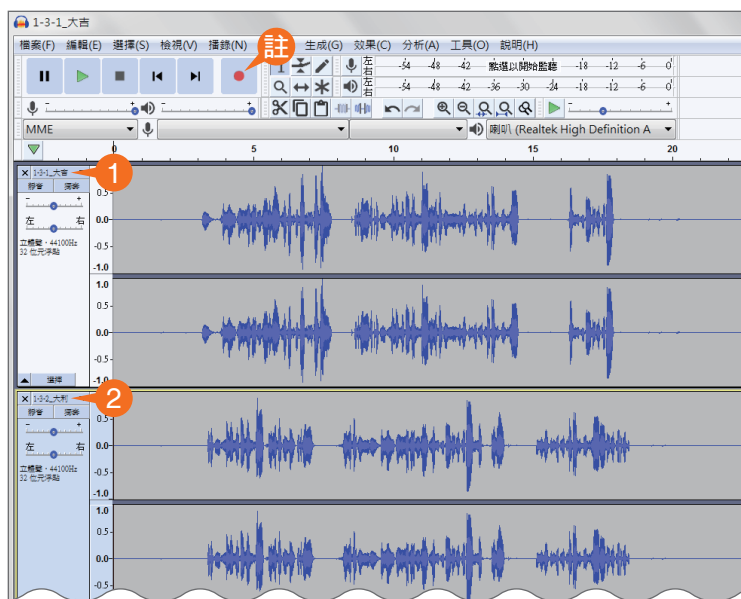 1-3-1_大吉
檔案(F) 編輯(E) 選擇(S) 檢視(V) 播錄(N) 生成(G) 效果(C) 分析(A) 工具(O) 說明(H)
註
左 右 -54 -48 -42 點選以開始監聽 -18 -12 -6 0
左 右 -54 -48 -42 -36 -30 -24 -18 -12 -6 0
MME 喇叭 (Realtek High Definition A
0 5 10 15 20
1-3-1_大吉
1
靜音 獨奏
- +
左 右
立體聲,44100Hz
32 位元浮點
0.5
0.0
-0.5
-1.0
1.0
0.5
0.0
-0.5
-1.0
選擇
1-3-2_大利
2
靜音 獨奏
- +
左 右
立體聲,44100Hz
32 位元浮點
0.5
0.0
-0.5
-1.0
1.0
0.5
0.0
-0.5